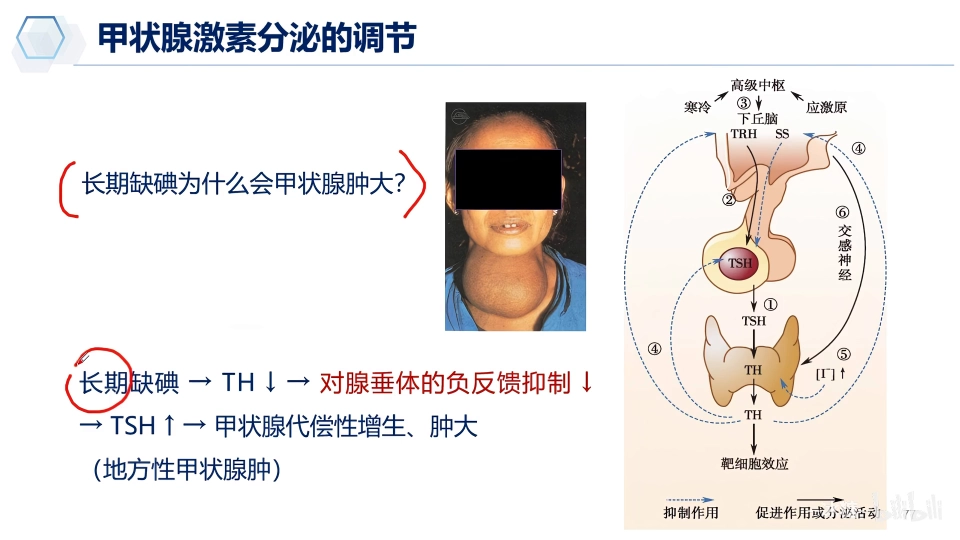 甲状腺激素分泌的调节
长期缺碘为什么会甲状腺肿大?
长期缺碘 → TH ↓ → 对腺垂体的负反馈抑制 ↓
→ TSH ↑ → 甲状腺代偿性增生、肿大
（地方性甲状腺肿）
高级中枢
寒冷
③
应激原
下丘脑
TRH
SS
④
②
⑥
交感神经
TSH
①
TSH
④
⑤
TH
[I⁻] ↑
TH
靶细胞效应
抑制作用
促进作用或分泌活动
77
bilibili